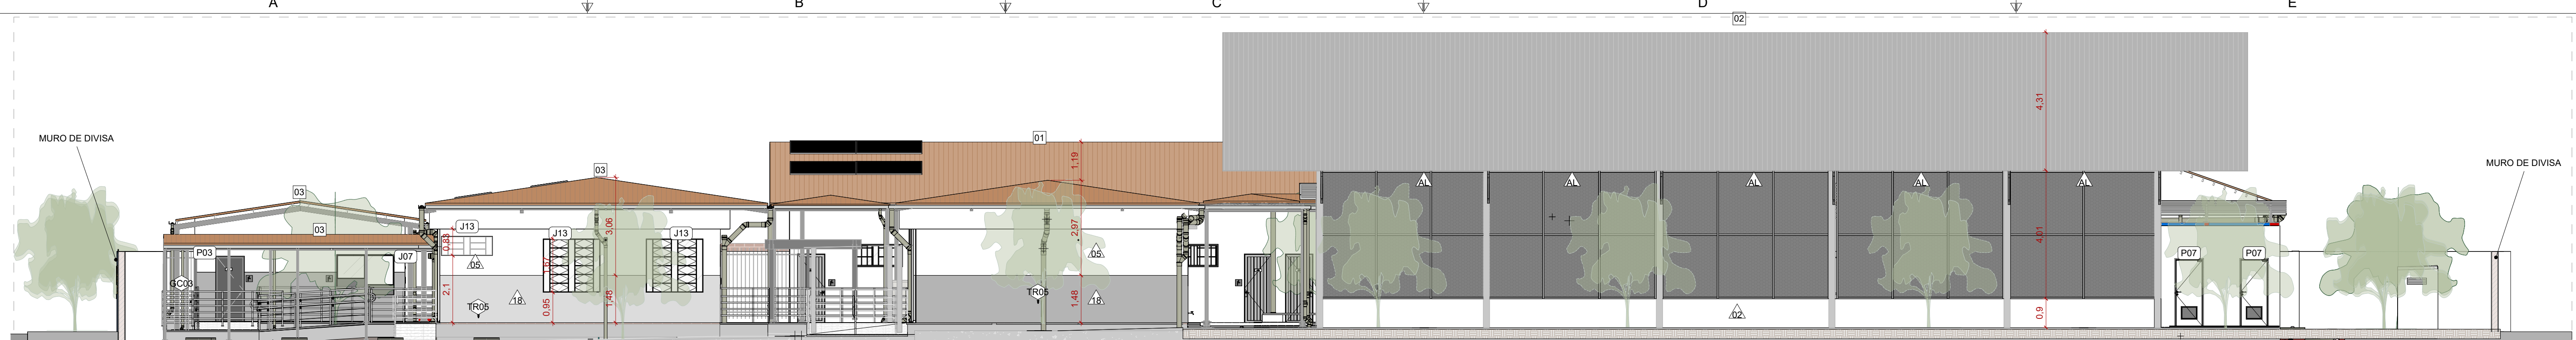 A
B
C
D
E
02
MURO DE DIVISA
01
4,31
1,19
MURO DE DIVISA
03
03
AL
AL
AL
AL
AL
03
J13
J13
J13
3,06
2,97
4,01
0,83
P03
J07
05
05
P07
P07
GC03
2,1
0,95
1,48
1,48
18
18
TR05
TR05
02
0,9